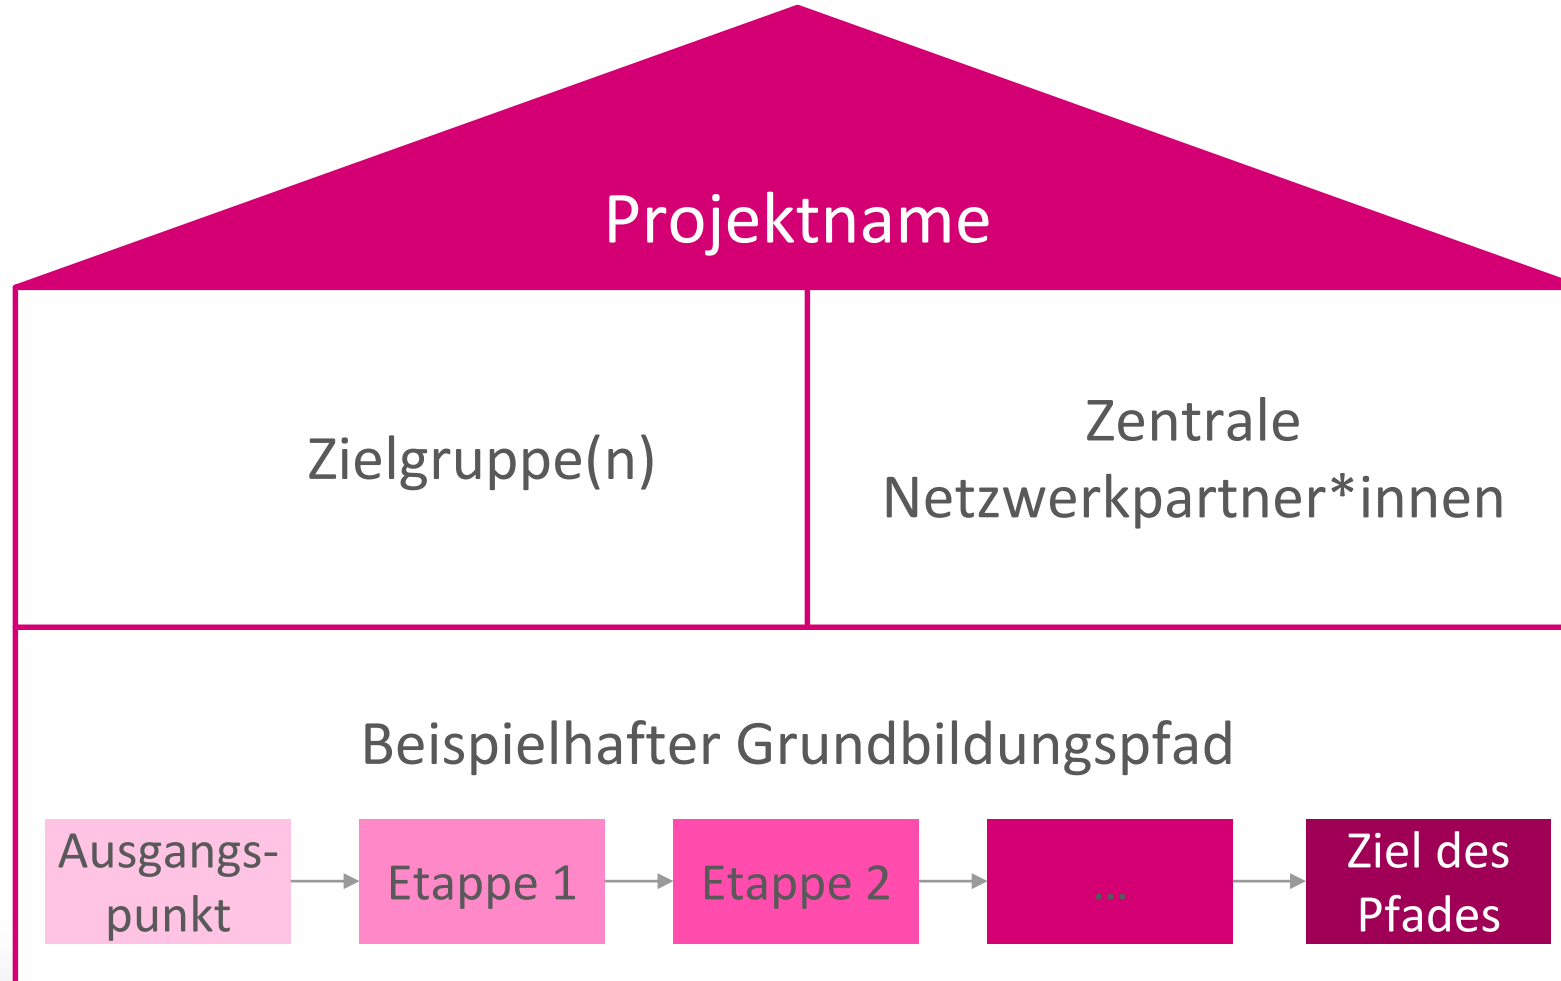 Projektname
Zielgruppe(n)
Zentrale
Netzwerkpartner*innen
Beispielhafter Grundbildungspfad
Ausgangs-
punkt
Etappe 1
Etappe 2
...
Ziel des
Pfades